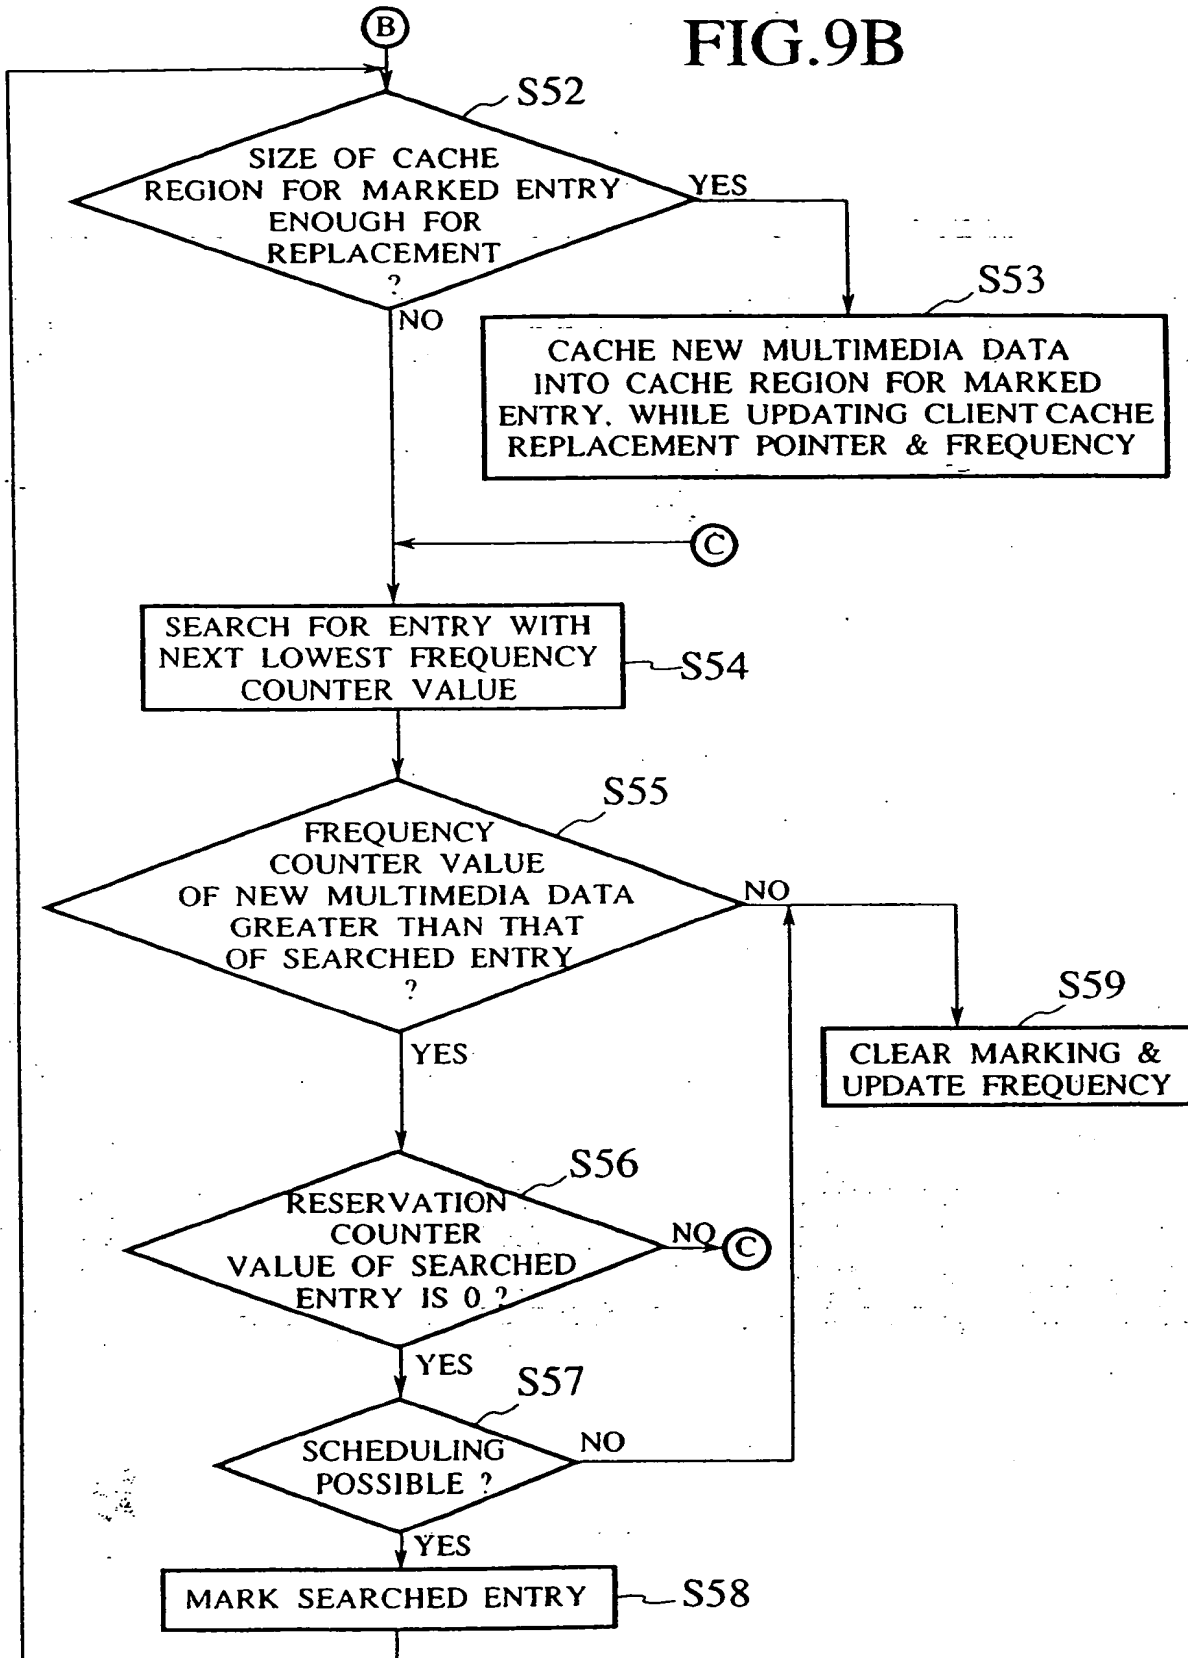 FIG.9B
B
S52
SIZE OF CACHE
REGION FOR MARKED ENTRY
ENOUGH FOR
REPLACEMENT
?
YES
NO
S53
CACHE NEW MULTIMEDIA DATA
INTO CACHE REGION FOR MARKED
ENTRY, WHILE UPDATING CLIENT CACHE
REPLACEMENT POINTER & FREQUENCY
C
SEARCH FOR ENTRY WITH
NEXT LOWEST FREQUENCY
COUNTER VALUE
S54
S55
FREQUENCY
COUNTER VALUE
OF NEW MULTIMEDIA DATA
GREATER THAN THAT
OF SEARCHED ENTRY
?
NO
YES
S59
CLEAR MARKING &
UPDATE FREQUENCY
S56
RESERVATION
COUNTER
VALUE OF SEARCHED
ENTRY IS 0 ?
NO
C
YES
S57
SCHEDULING
POSSIBLE ?
NO
YES
MARK SEARCHED ENTRY
S58